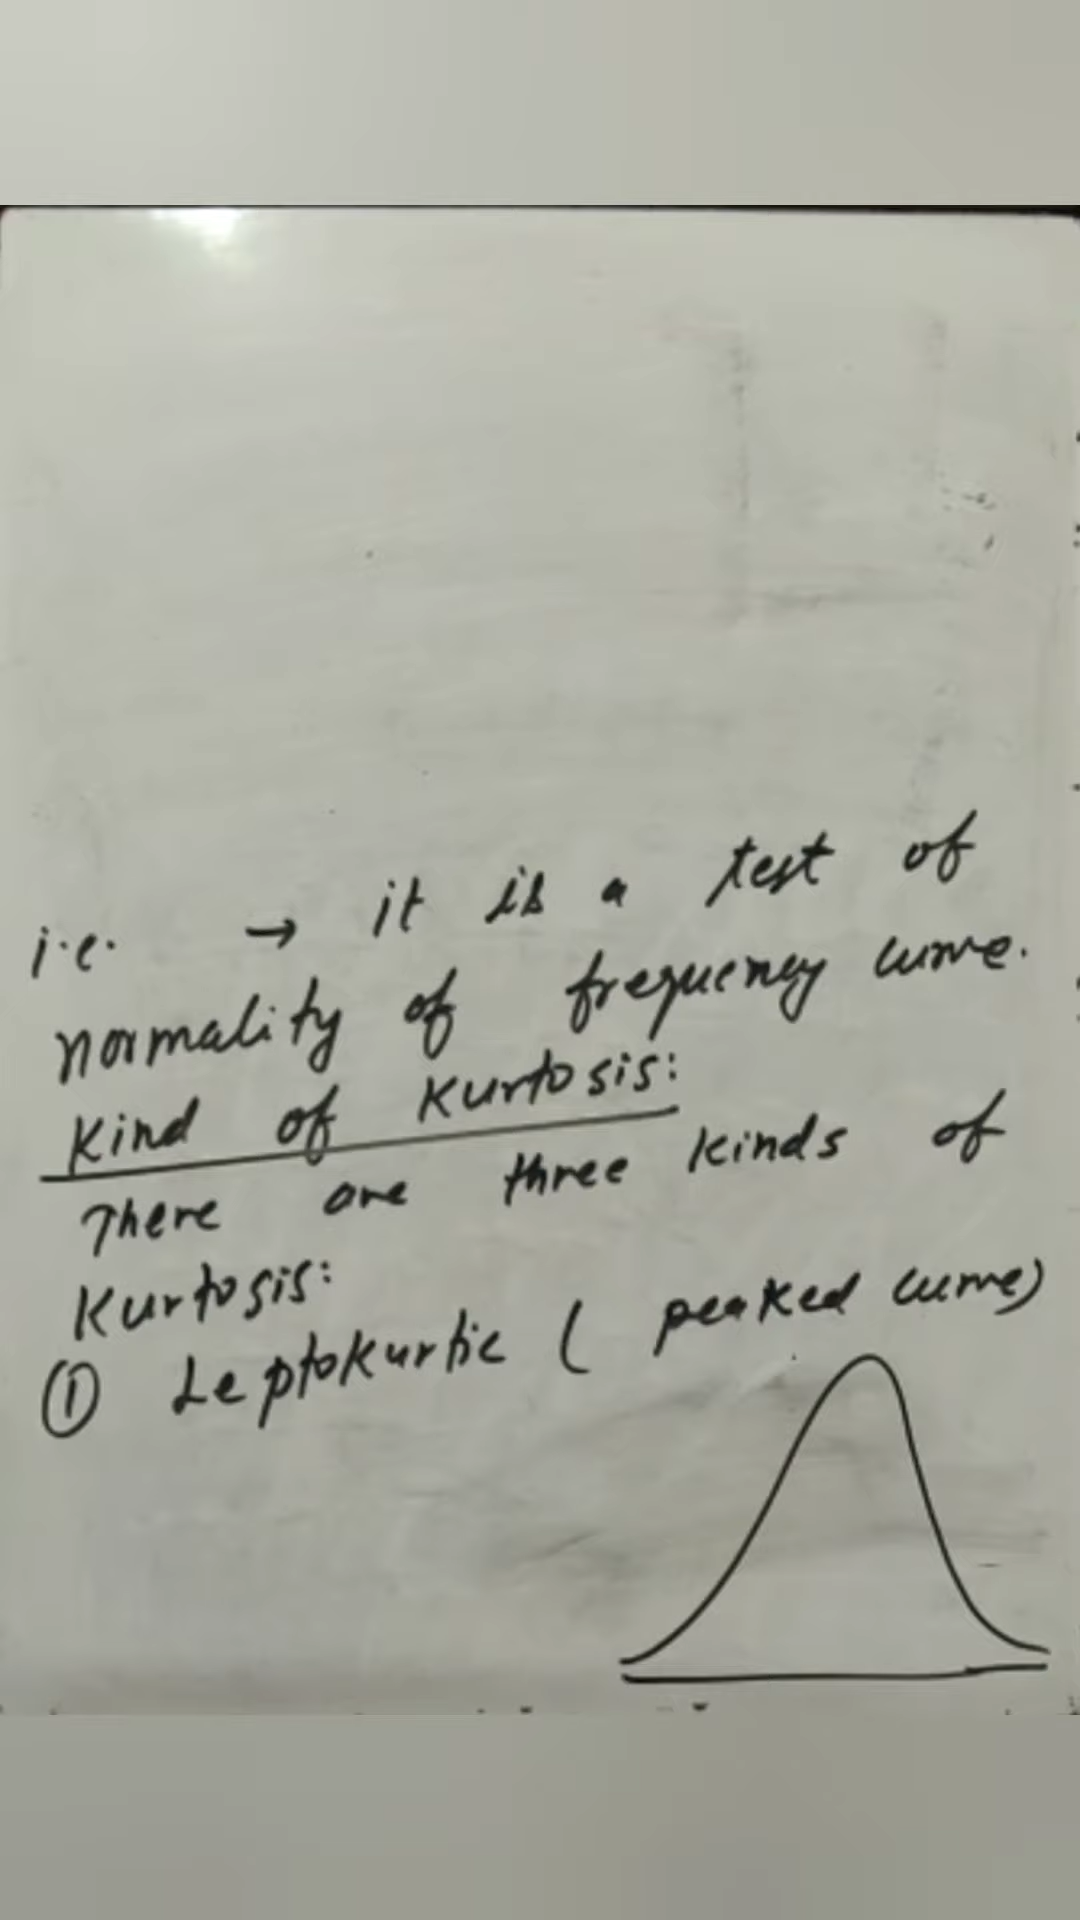 i.e. → it is a test of
normality of frequency curve.
Kind of Kurtosis:
There are three kinds of
Kurtosis:
① Leptokurtic ( peaked curve)